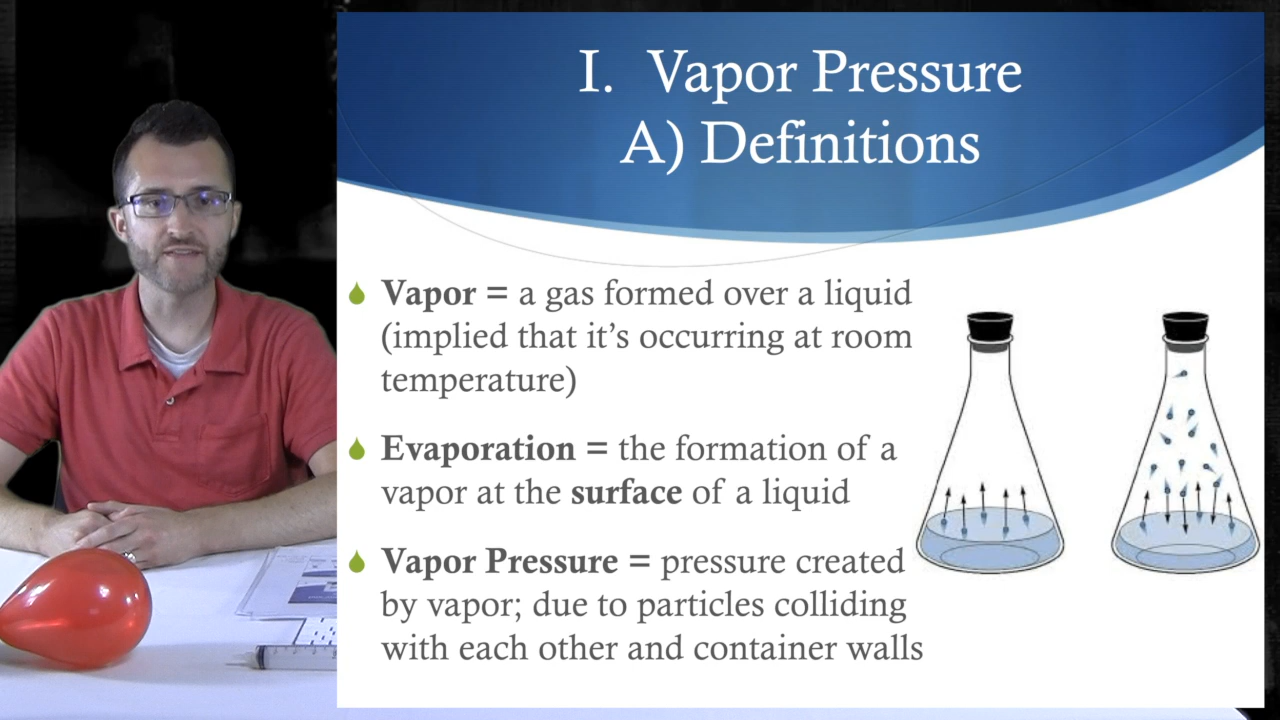 I. Vapor Pressure
A) Definitions
Vapor = a gas formed over a liquid
(implied that it's occurring at room
temperature)
Evaporation = the formation of a
vapor at the surface of a liquid
Vapor Pressure = pressure created
by vapor; due to particles colliding
with each other and container walls